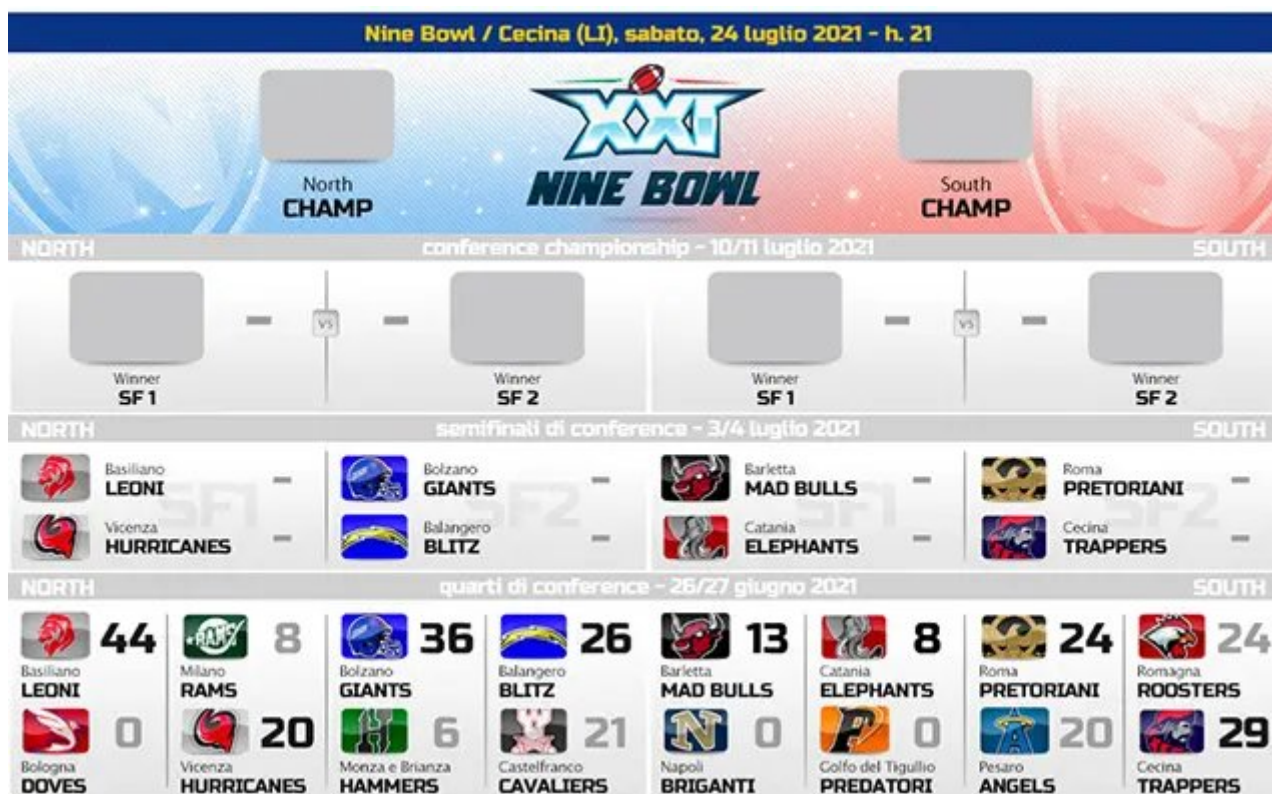 Nine Bowl / Cecina (LI), sabato, 24 luglio 2021 - h. 21
XXI
NINE BOWL
North
CHAMP
South
CHAMP
NORTH conference championship - 10/11 luglio 2021 SOUTH
- VS - - VS -
Winner Winner Winner Winner
SF 1 SF 2 SF 1 SF 2
NORTH semifinali di conference - 3/4 luglio 2021 SOUTH
SF1
Basiliano
LEONI -
Vicenza
HURRICANES -
SF2
Bolzano
GIANTS -
Balangero
BLITZ -
SF1
Barletta
MAD BULLS -
Catania
ELEPHANTS -
SF2
Roma
PRETORIANI -
Cecina
TRAPPERS -
NORTH quarti di conference - 26/27 giugno 2021 SOUTH
44 RAMS 8 36 26 13 8 24 24
Basiliano Milano Bolzano Balangero Barletta Catania Roma Romagna
LEONI RAMS GIANTS BLITZ MAD BULLS ELEPHANTS PRETORIANI ROOSTERS
0 20 H 6 21 N 0 P 0 A 20 29
Bologna Vicenza Monza e Brianza Castelfranco Napoli Golfo del Tigullio Pesaro Cecina
DOVES HURRICANES HAMMERS CAVALIERS BRIGANTI PREDATORI ANGELS TRAPPERS